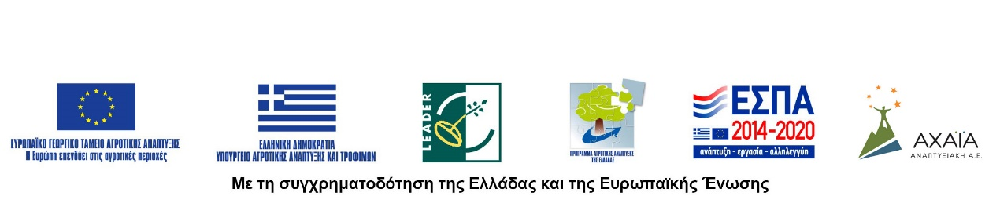 ΕΥΡΩΠΑΪΚΟ ΓΕΩΡΓΙΚΟ ΤΑΜΕΙΟ ΑΓΡΟΤΙΚΗΣ ΑΝΑΠΤΥΞΗΣ
Η Ευρώπη επενδύει στις αγροτικές περιοχές
ΕΛΛΗΝΙΚΗ ΔΗΜΟΚΡΑΤΙΑ
ΥΠΟΥΡΓΕΙΟ ΑΓΡΟΤΙΚΗΣ ΑΝΑΠΤΥΞΗΣ ΚΑΙ ΤΡΟΦΙΜΩΝ
LEADER
ΠΡΟΓΡΑΜΜΑ ΑΓΡΟΤΙΚΗΣ ΑΝΑΠΤΥΞΗΣ
ΤΗΣ ΕΛΛΑΔΑΣ
ΕΣΠΑ
2014-2020
ανάπτυξη - εργασία - αλληλεγγύη
ΑΧΑΪΑ
ΑΝΑΠΤΥΞΙΑΚΗ Α.Ε.
Με τη συγχρηματοδότηση της Ελλάδας και της Ευρωπαϊκής Ένωσης